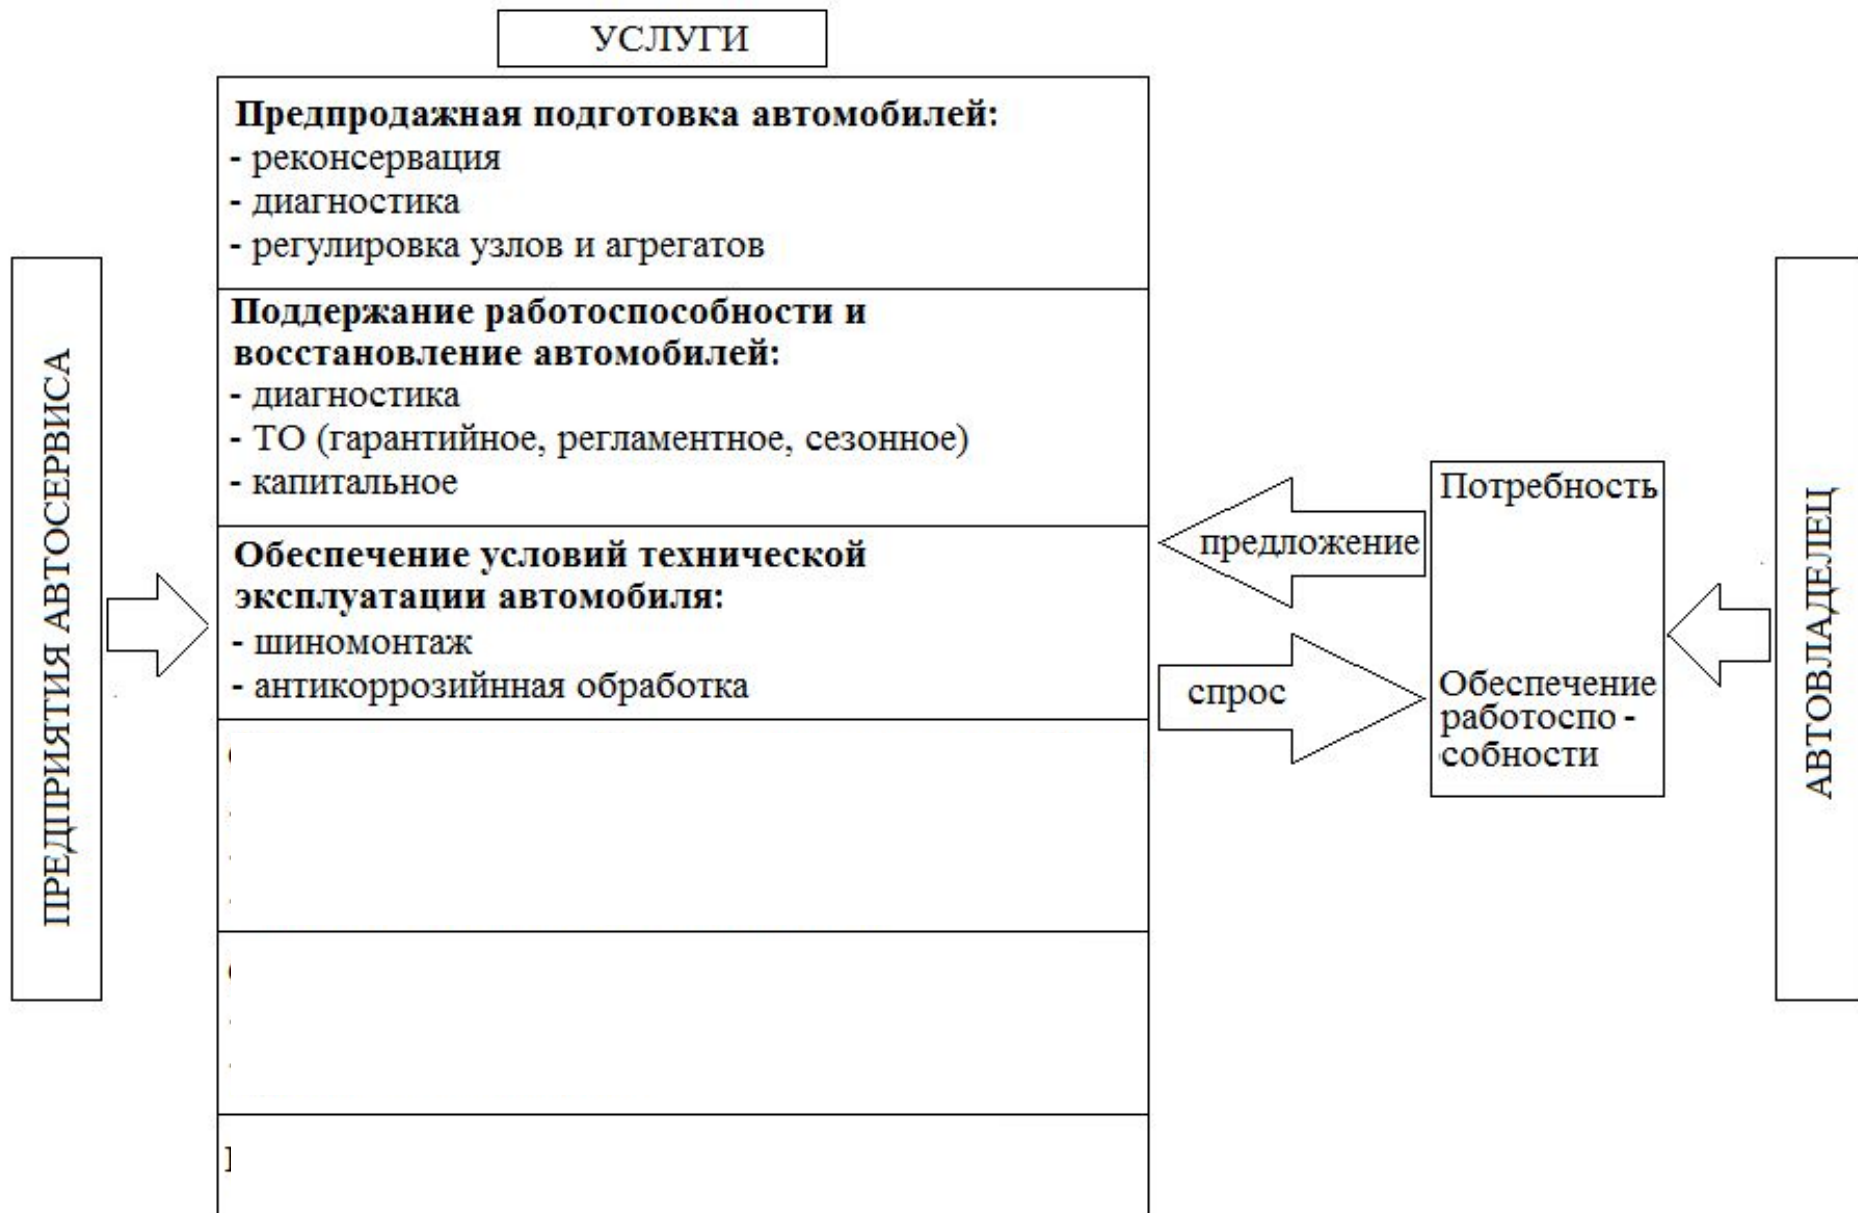 УСЛУГИ
Предпродажная подготовка автомобилей:
- реконсервация
- диагностика
- регулировка узлов и агрегатов
Поддержание работоспособности и
восстановление автомобилей:
- диагностика
- ТО (гарантийное, регламентное, сезонное)
- капитальное
Обеспечение условий технической
эксплуатации автомобиля:
- шиномонтаж
- антикоррозийнная обработка
ПРЕДПРИЯТИЯ АВТОСЕРВИСА
предложение
спрос
Потребность
Обеспечение
работоспо -
собности
АВТОВЛАДЕЛЕЦ